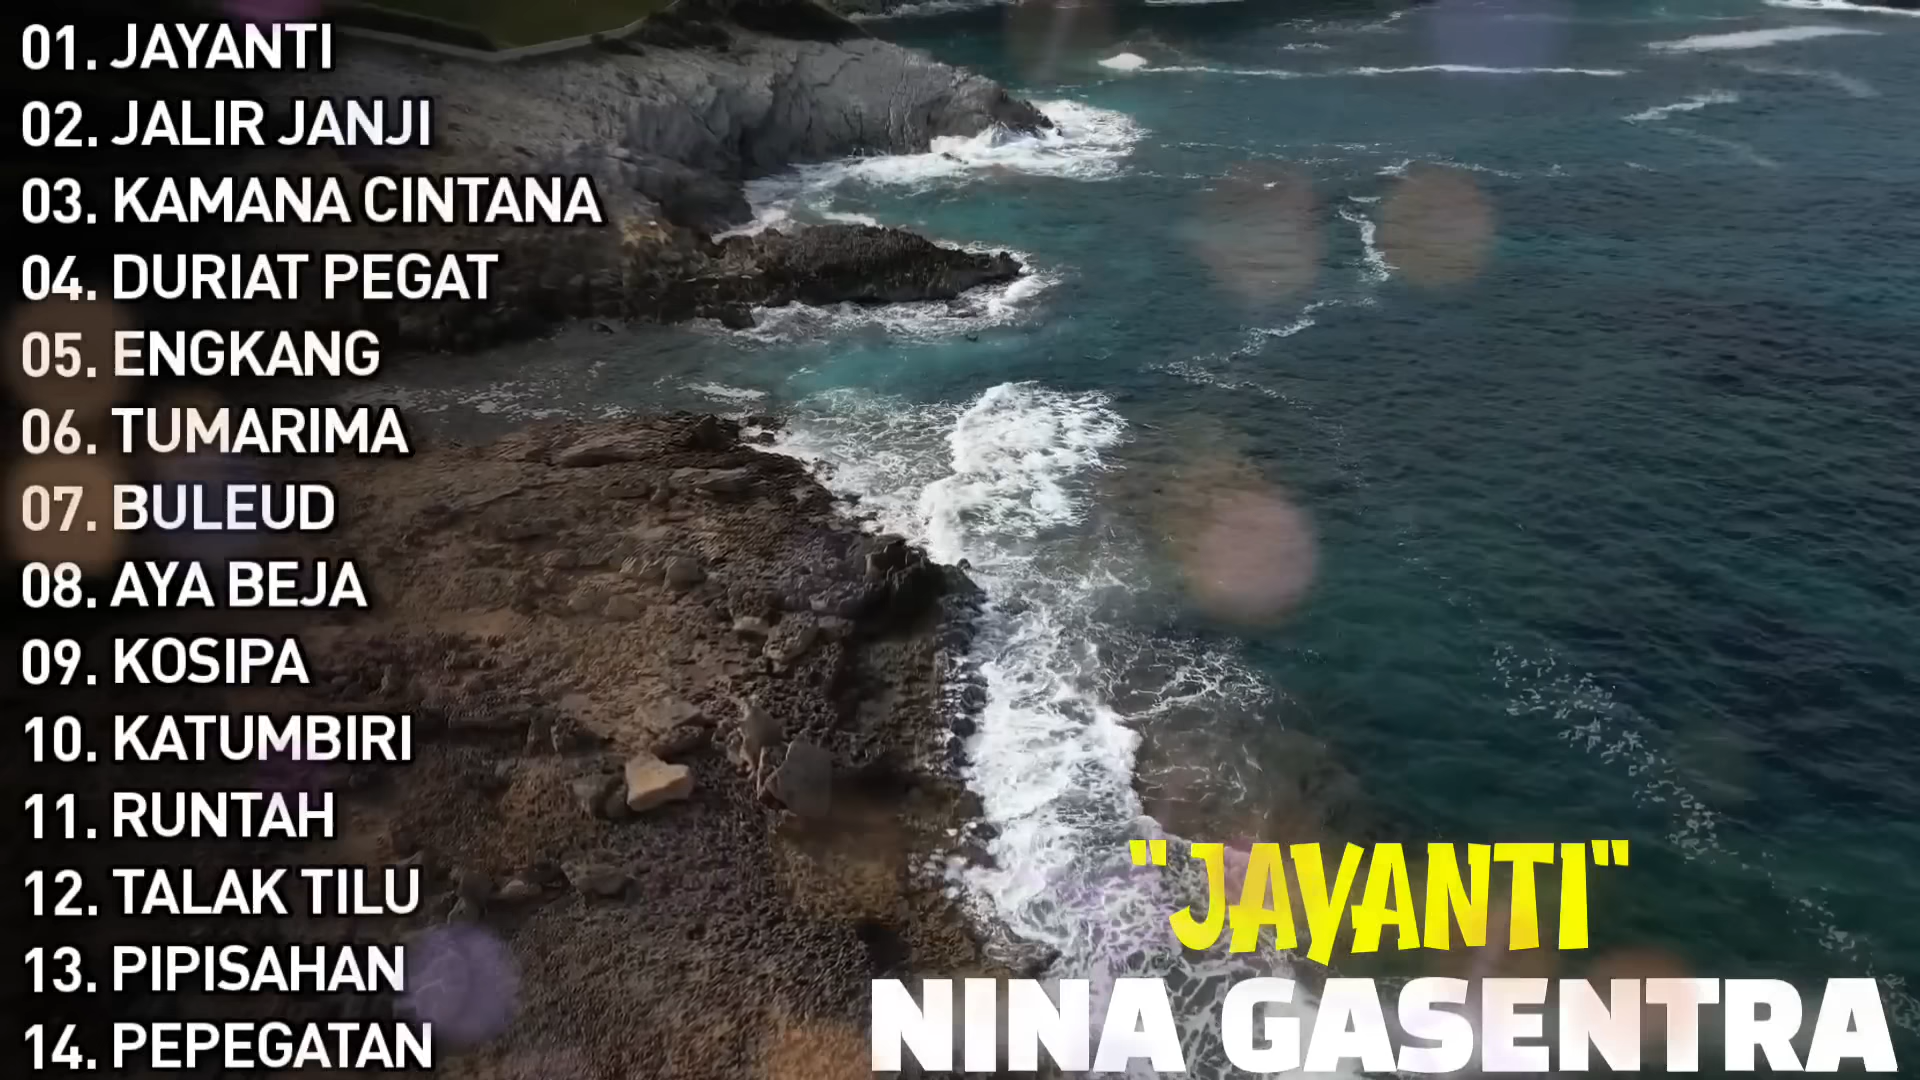 01. JAYANTI
02. JALIR JANJI
03. KAMANA CINTANA
04. DURIAT PEGAT
05. ENGKANG
06. TUMARIMA
07. BULEUD
08. AYA BEJA
09. KOSIPA
10. KATUMBIRI
11. RUNTAH
12. TALAK TILU
13. PIPISAHAN
14. PEPEGATAN
"JAYANTI"
NINA GASENTRA